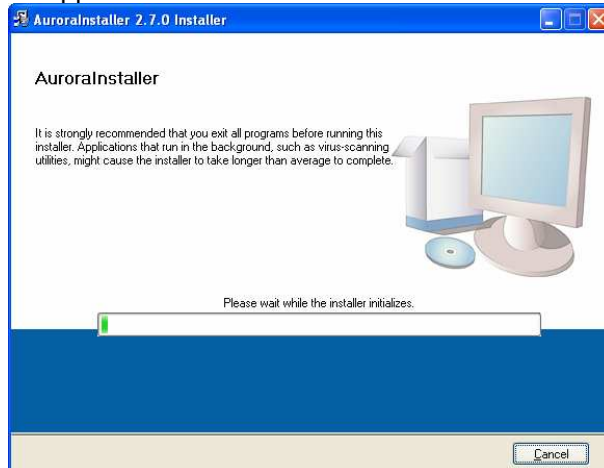 AuroraInstaller 2.7.0 Installer
AuroraInstaller
It is strongly recommended that you exit all programs before running this
installer. Applications that run in the background, such as virus-scanning
utilities, might cause the installer to take longer than average to complete.
Please wait while the installer initializes.
Cancel